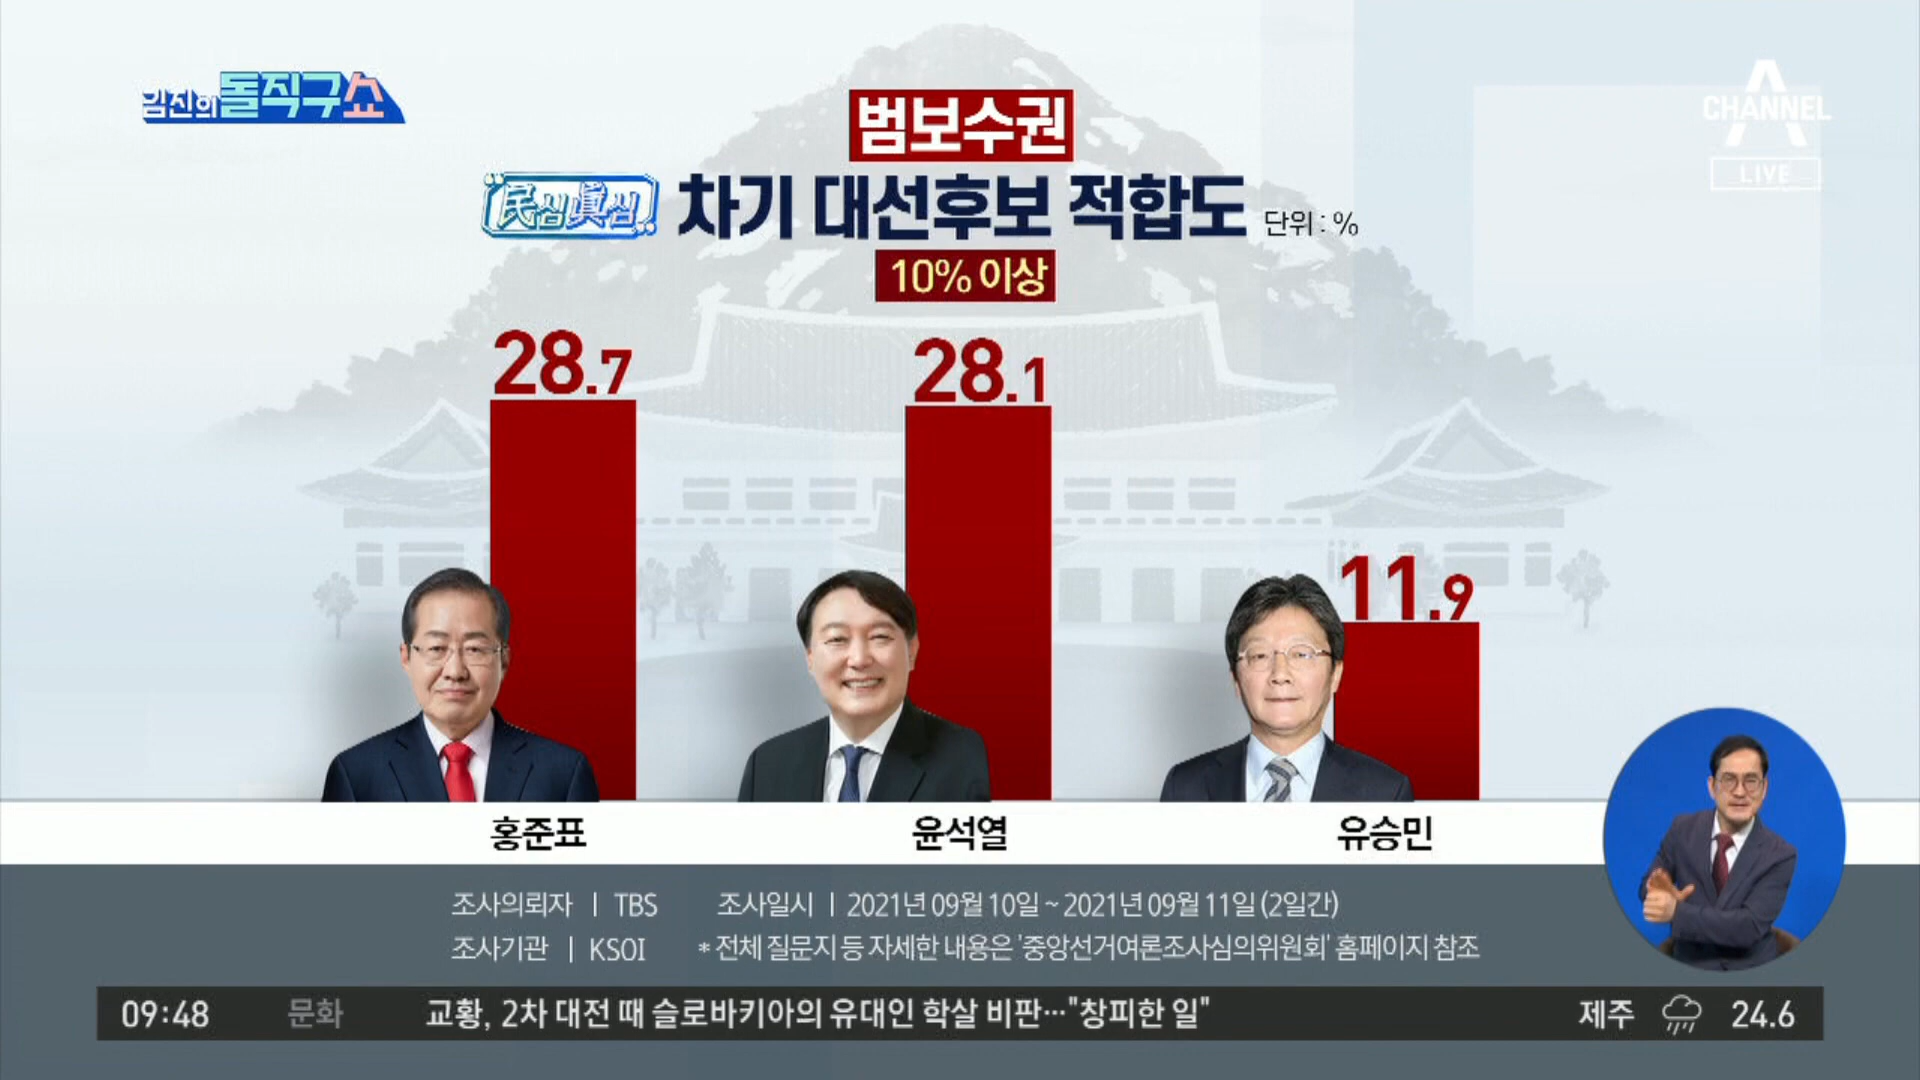 김진의 돌직구쇼
CHANNEL A
LIVE
범보수권
"民심眞심" 차기 대선후보 적합도 단위 : %
10% 이상
28.7
28.1
11.9
홍준표
윤석열
유승민
조사의뢰자 | TBS 조사일시 | 2021년 09월 10일 ~ 2021년 09월 11일 (2일간)
조사기관 | KSOI * 전체 질문지 등 자세한 내용은 '중앙선거여론조사심의위원회' 홈페이지 참조
09:48 문화 교황, 2차 대전 때 슬로바키아의 유대인 학살 비판…"창피한 일" 제주 24.6